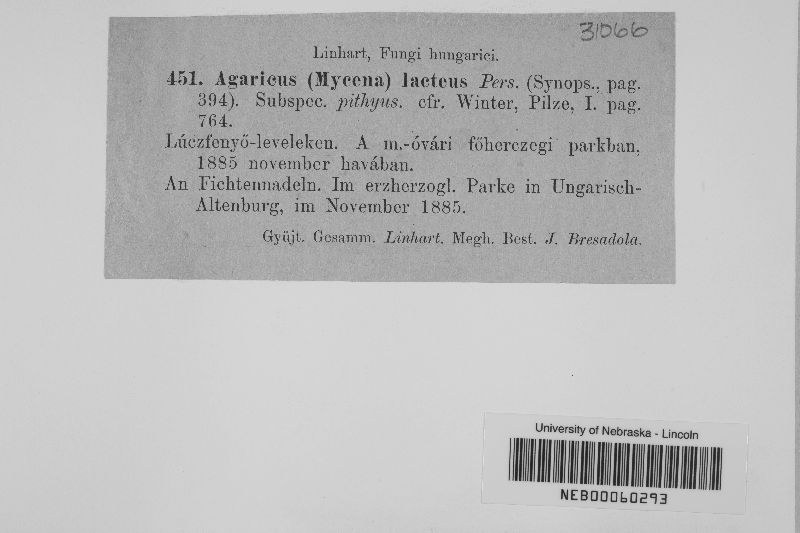 31066
Linhart, Fungi hungarici.
451. Agaricus (Mycena) lacteus Pers. (Synops., pag.
394). Subspec. pithyus. cfr. Winter, Pilze, I. pag.
764.
Lúczfenyő-leveleken. A m.-óvári főherczegi parkban,
1885 november havában.
An Fichtennadeln. Im erzherzogl. Parke in Ungarisch-
Altenburg, im November 1885.
Gyüjt. Gesamm. Linhart. Megh. Best. J. Bresadola.
University of Nebraska - Lincoln
NEB00060293